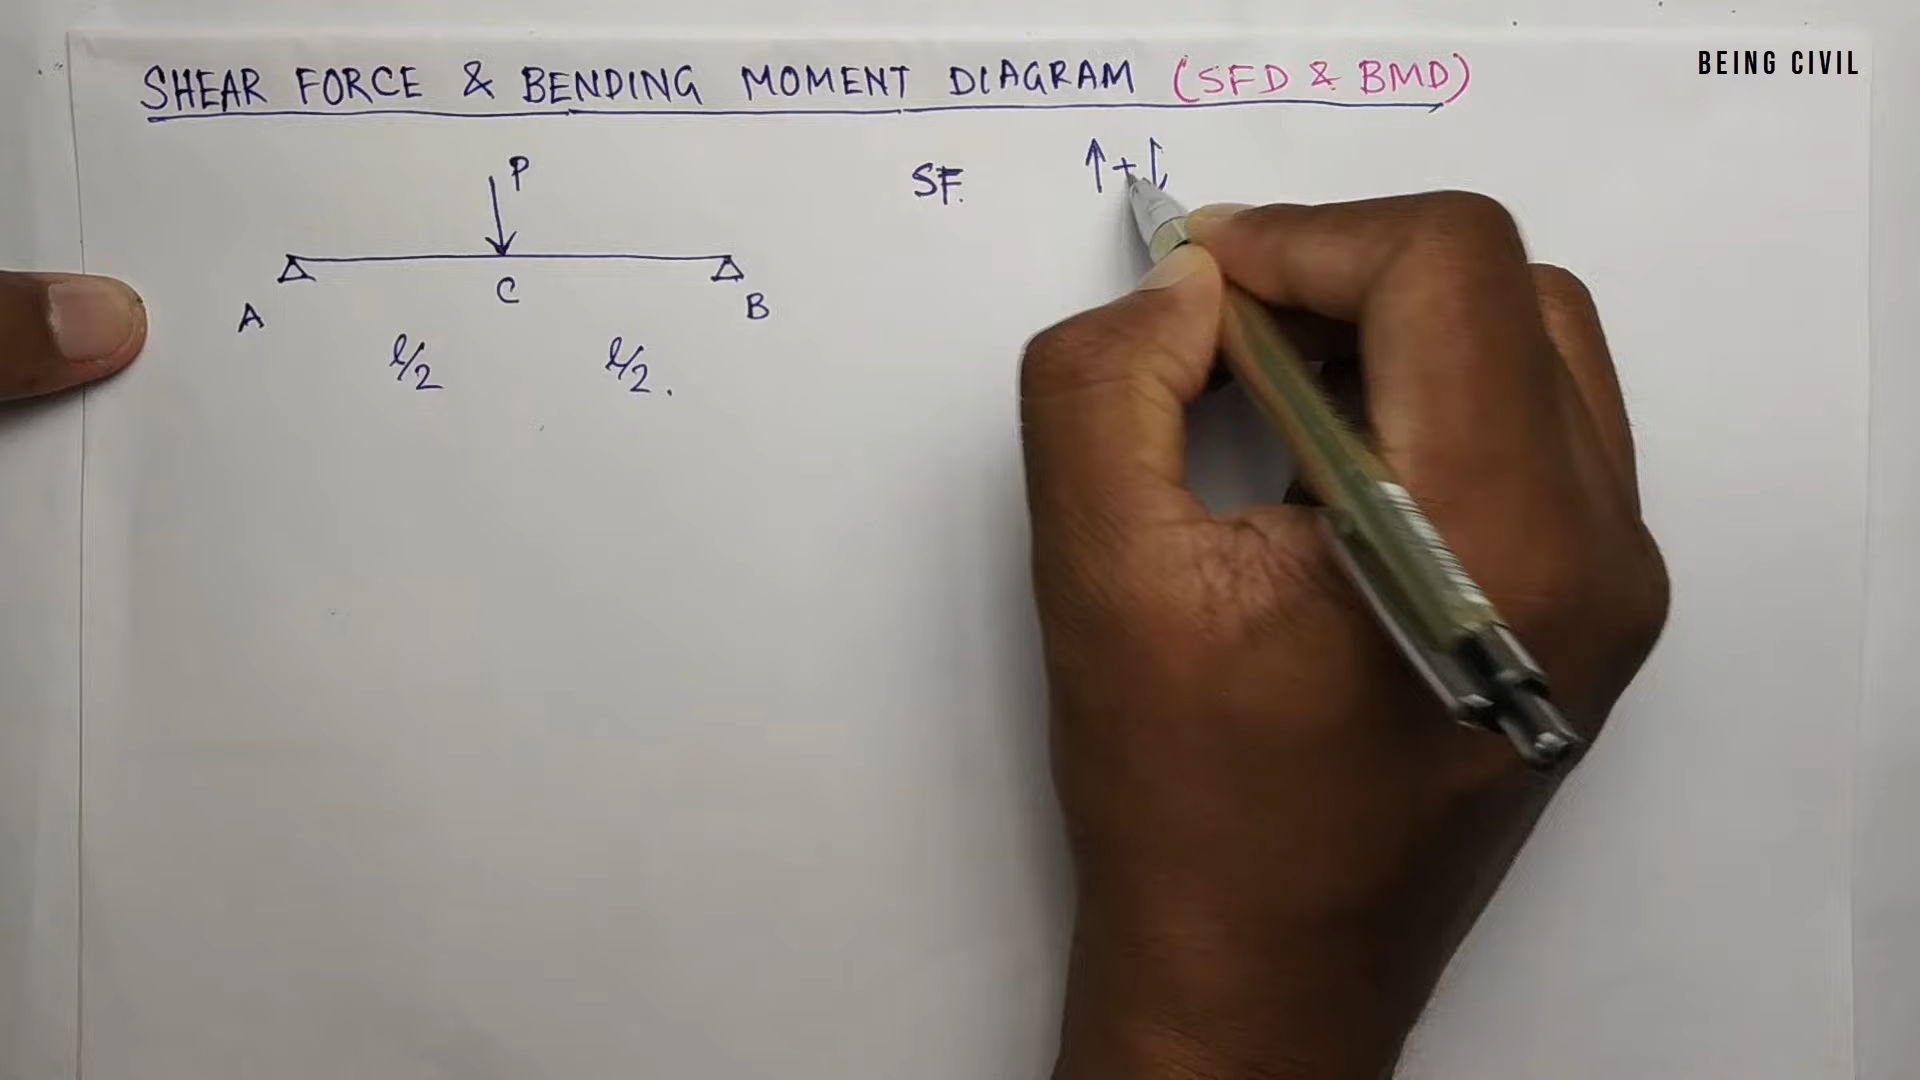 BEING CIVIL
SHEAR FORCE & BENDING MOMENT DIAGRAM (SFD & BMD)
P
SF.
↑+↓
C
A
B
l/2
l/2.